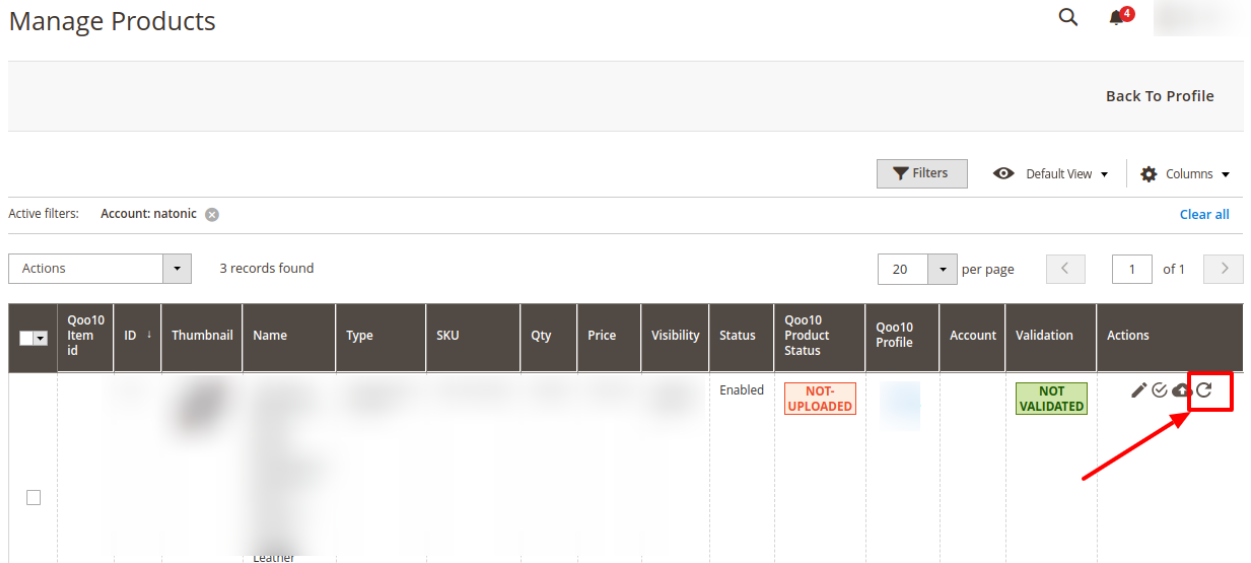 Manage Products
4
Back To Profile
Filters
Default View
Columns
Active filters: Account: natonic
Clear all
Actions
3 records found
20
per page
1
of 1
Qoo10 Item id
ID ↓
Thumbnail
Name
Type
SKU
Qty
Price
Visibility
Status
Qoo10 Product Status
Qoo10 Profile
Account
Validation
Actions
Enabled
NOT-
UPLOADED
NOT
VALIDATED
Leather